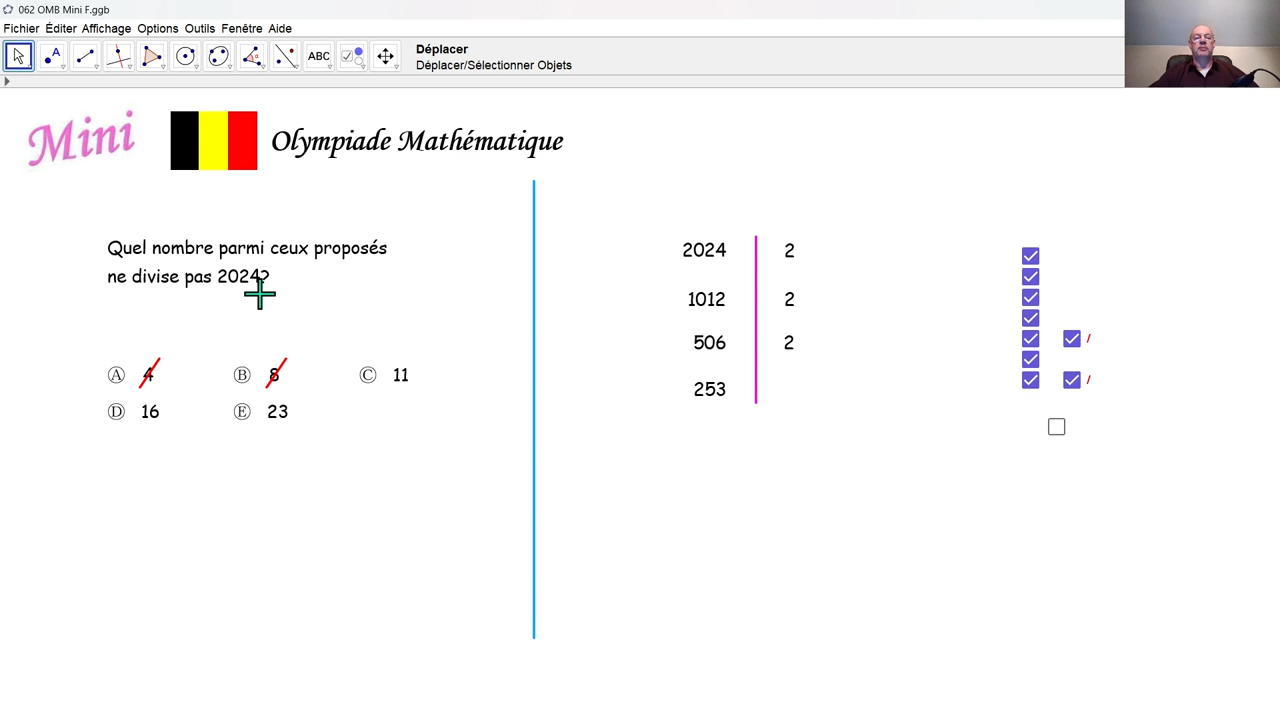 062 OMB Mini F.ggb
Fichier Éditer Affichage Options Outils Fenêtre Aide
A ABC
Déplacer
Déplacer/Sélectionner Objets
Mini Olympiade Mathématique
Quel nombre parmi ceux proposés
ne divise pas 2024?
Ⓐ 4 Ⓑ 8 Ⓒ 11
Ⓓ 16 Ⓔ 23
2024 2
1012 2
506 2
253
/
/